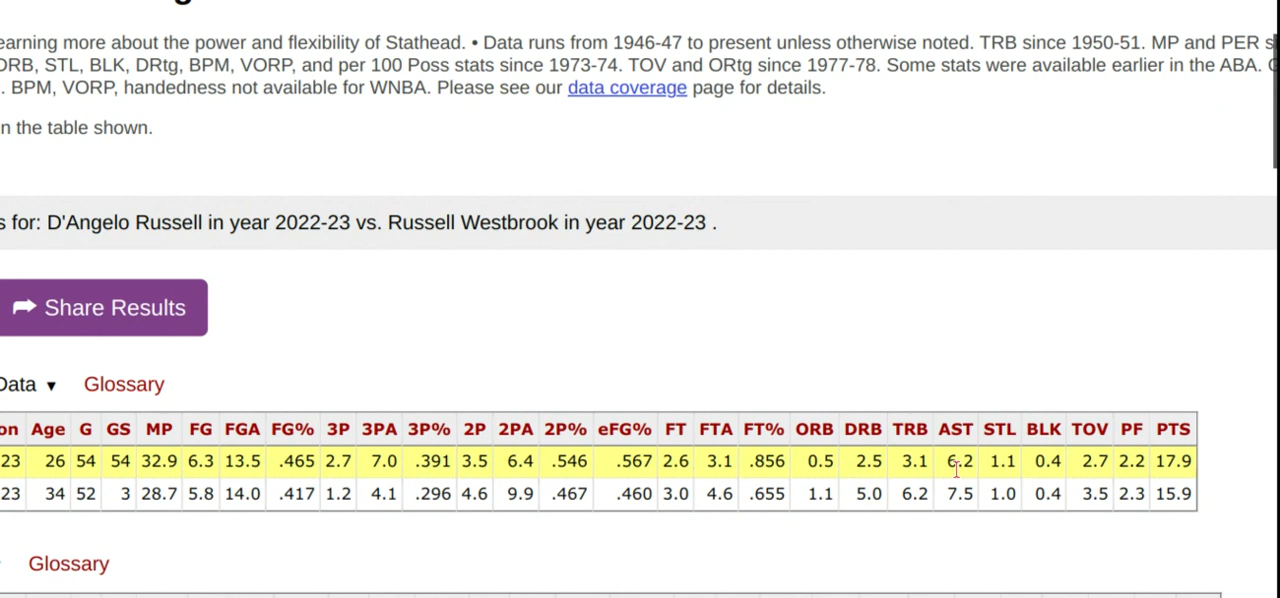 earning more about the power and flexibility of Stathead. • Data runs from 1946-47 to present unless otherwise noted. TRB since 1950-51. MP and PER s
ORB, STL, BLK, DRtg, BPM, VORP, and per 100 Poss stats since 1973-74. TOV and ORtg since 1977-78. Some stats were available earlier in the ABA.
. BPM, VORP, handedness not available for WNBA. Please see our data coverage page for details.
n the table shown.
s for: D'Angelo Russell in year 2022-23 vs. Russell Westbrook in year 2022-23 .
Share Results
Data ▼ Glossary
on Age G GS MP FG FGA FG% 3P 3PA 3P% 2P 2PA 2P% eFG% FT FTA FT% ORB DRB TRB AST STL BLK TOV PF PTS
23 26 54 54 32.9 6.3 13.5 .465 2.7 7.0 .391 3.5 6.4 .546 .567 2.6 3.1 .856 0.5 2.5 3.1 6.2 1.1 0.4 2.7 2.2 17.9
23 34 52 3 28.7 5.8 14.0 .417 1.2 4.1 .296 4.6 9.9 .467 .460 3.0 4.6 .655 1.1 5.0 6.2 7.5 1.0 0.4 3.5 2.3 15.9
Glossary